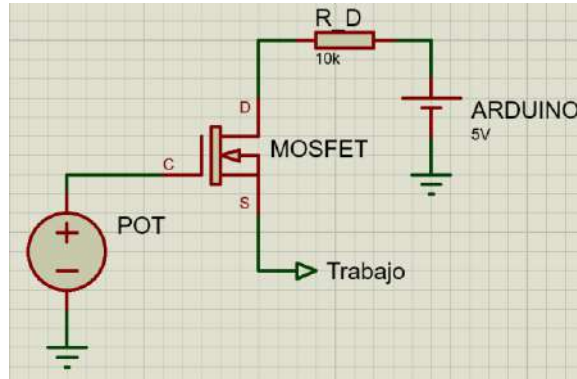 R_D
10k
D
ARDUINO
5V
MOSFET
C
S
POT
Trabajo